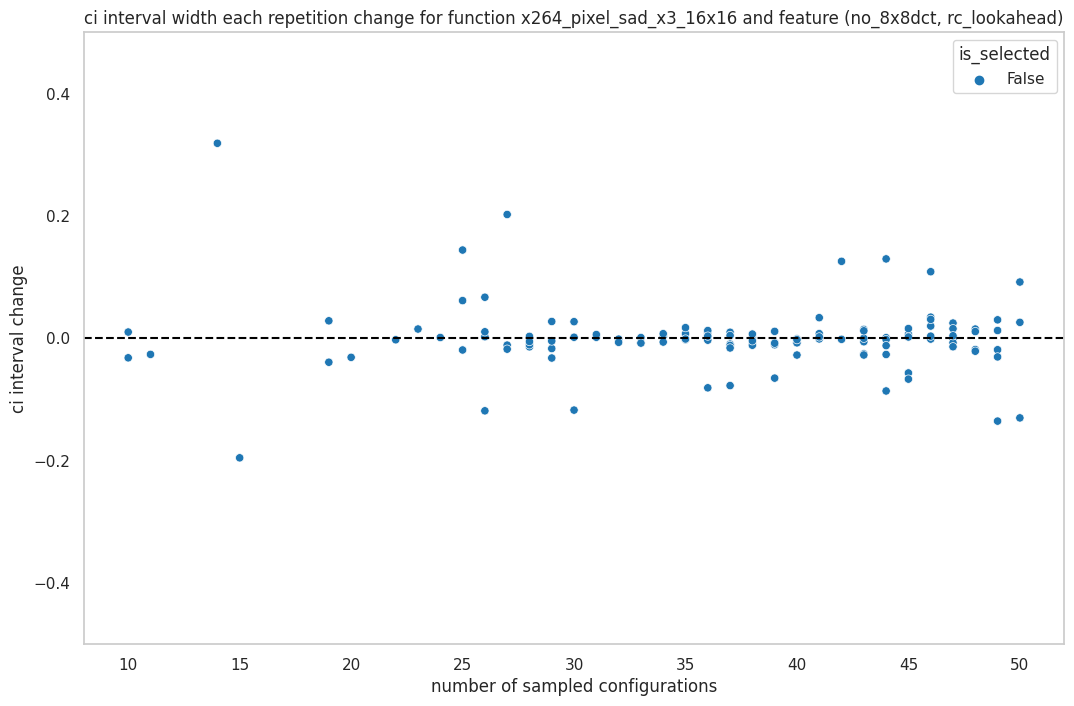 ci interval width each repetition change for function x264_pixel_sad_x3_16x16 and feature (no_8x8dct, rc_lookahead)
is_selected
False
ci interval change
0.4
0.2
0.0
−0.2
−0.4
10 15 20 25 30 35 40 45 50
number of sampled configurations